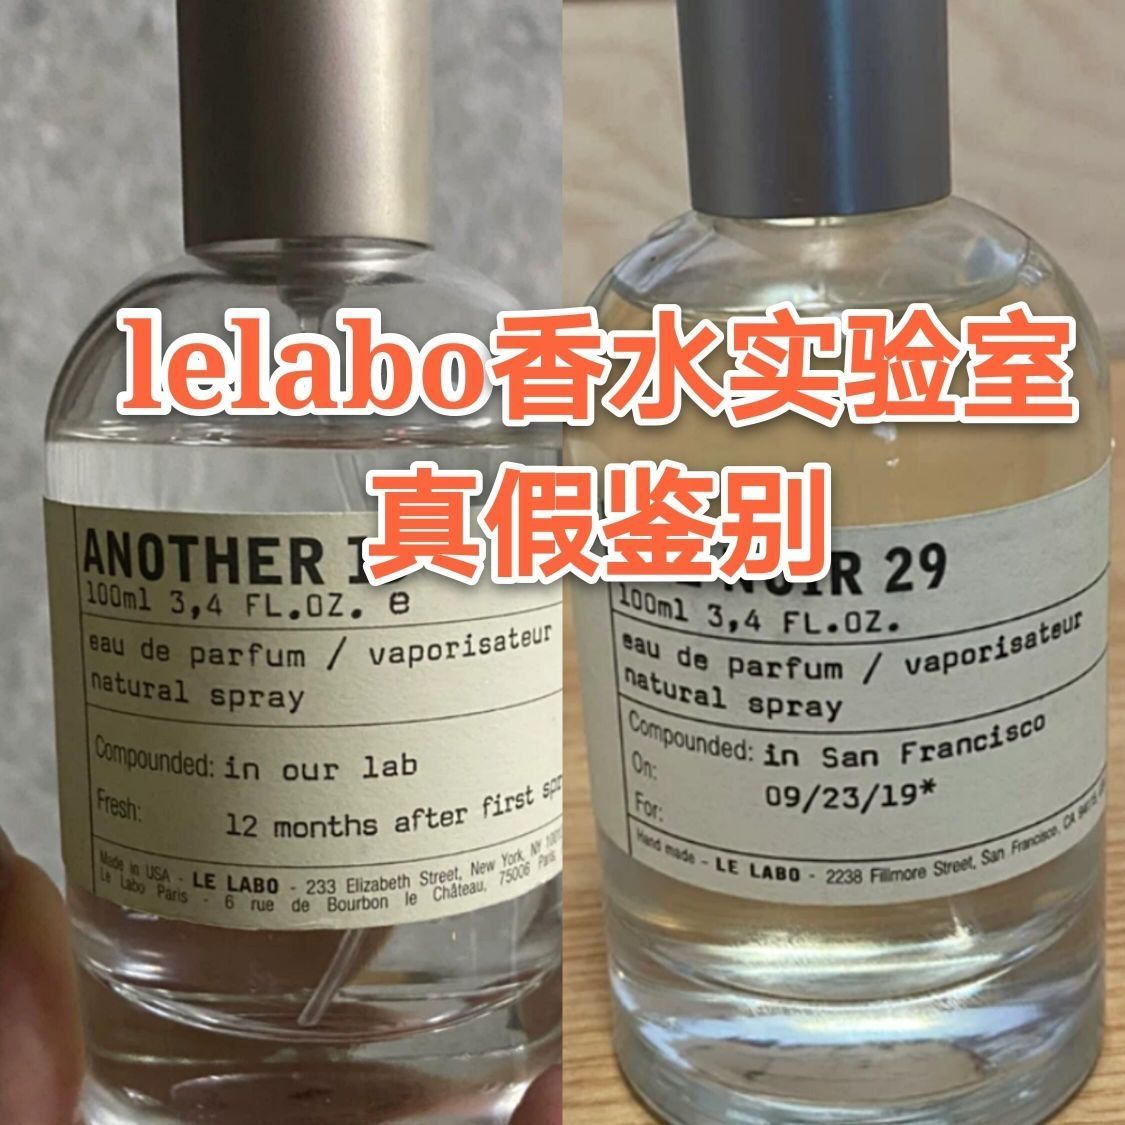 lelabo香水实验室
真假鉴别
ANOTHER
100ml 3,4 FL.OZ. e
eau de parfum / vaporisateur
natural spray
Compounded: in our lab
Fresh: 12 months after first
Made in USA - LE LABO - 233 Elizabeth Street, New York, NY
Le Labo Paris - 6 rue de Bourbon le Château, 75006 Paris
29
100ml 3,4 FL.OZ.
eau de parfum / vaporisateur
natural spray
Compounded: in San Francisco
On: 09/23/19*
For:
Hand made - LE LABO - 2238 Fillmore Street, San Francisco, CA